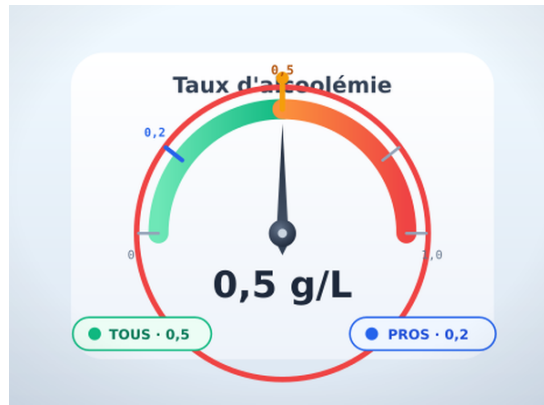 0,5
Taux d'alcoolémie
0,2
0
1,0
0,5 g/L
TOUS · 0,5
PROS · 0,2